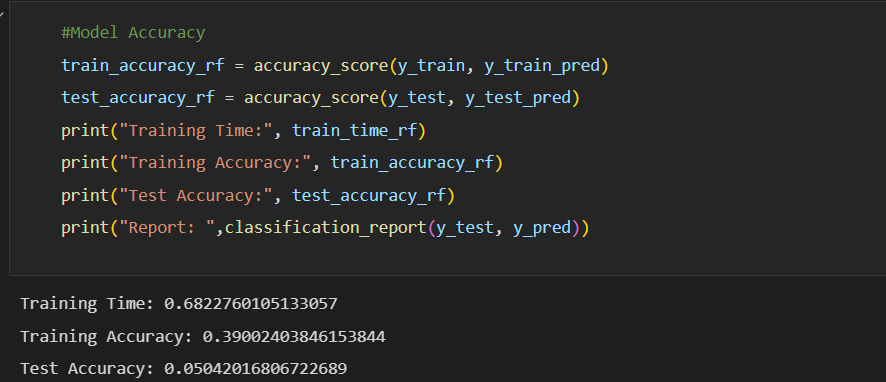 #Model Accuracy
train_accuracy_rf = accuracy_score(y_train, y_train_pred)
test_accuracy_rf = accuracy_score(y_test, y_test_pred)
print("Training Time:", train_time_rf)
print("Training Accuracy:", train_accuracy_rf)
print("Test Accuracy:", test_accuracy_rf)
print("Report: ",classification_report(y_test, y_pred))
Training Time: 0.6822760105133057
Training Accuracy: 0.39002403846153844
Test Accuracy: 0.05042016806722689